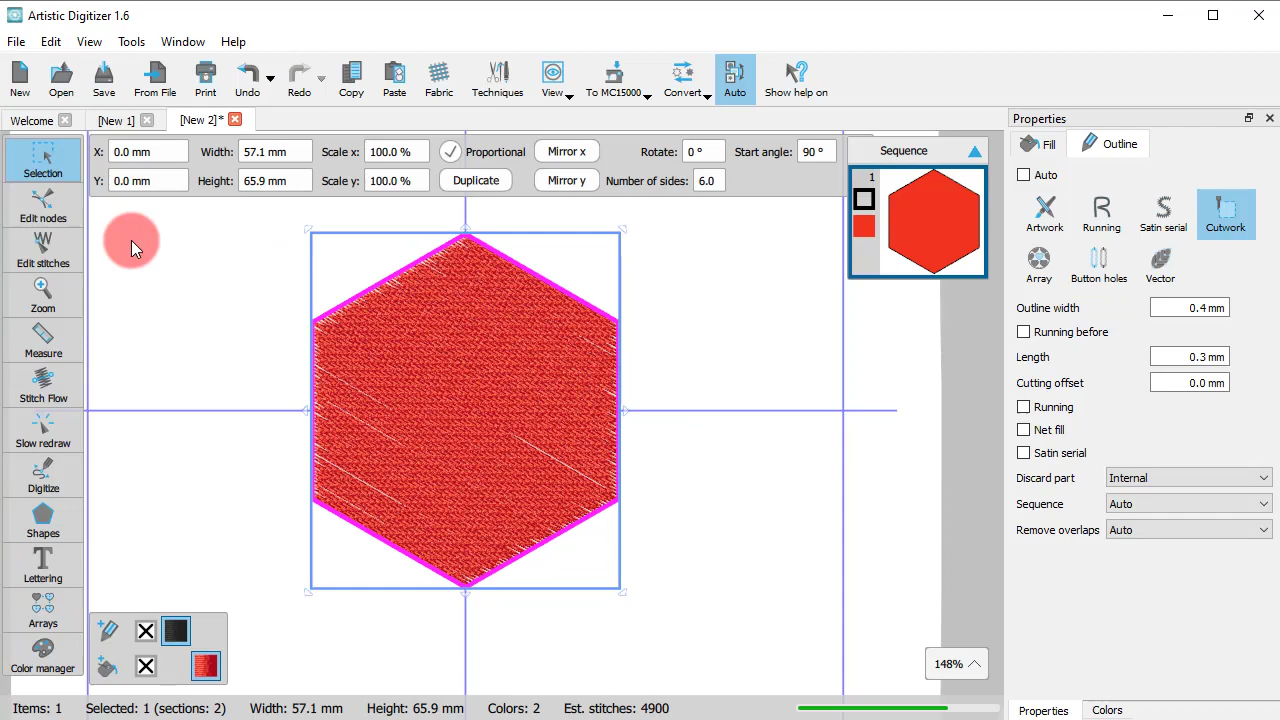 Artistic Digitizer 1.6
File Edit View Tools Window Help
New Open Save From File Print Undo Redo Copy Paste Fabric Techniques View To MC15000 Convert Auto Show help on
Welcome [New 1] [New 2]*
Properties
X: 0.0 mm Width: 57.1 mm Scale x: 100.0 % Proportional Mirror x Rotate: 0 ° Start angle: 90 °
Y: 0.0 mm Height: 65.9 mm Scale y: 100.0 % Duplicate Mirror y Number of sides: 6.0
Sequence
1
Fill Outline
Auto
Artwork Running Satin serial Cutwork
Array Button holes Vector
Outline width 0.4 mm
Running before
Length 0.3 mm
Cutting offset 0.0 mm
Running
Net fill
Satin serial
Discard part Internal
Sequence Auto
Remove overlaps Auto
Selection
Edit nodes
Edit stitches
Zoom
Measure
Stitch Flow
Slow redraw
Digitize
Shapes
Lettering
Arrays
Color manager
148%
Items: 1 Selected: 1 (sections: 2) Width: 57.1 mm Height: 65.9 mm Colors: 2 Est. stitches: 4900
Properties Colors